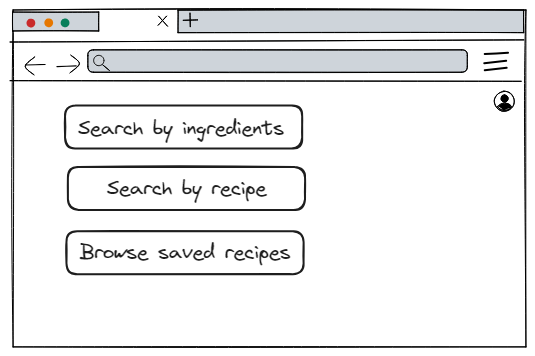 Search by ingredients
Search by recipe
Browse saved recipes